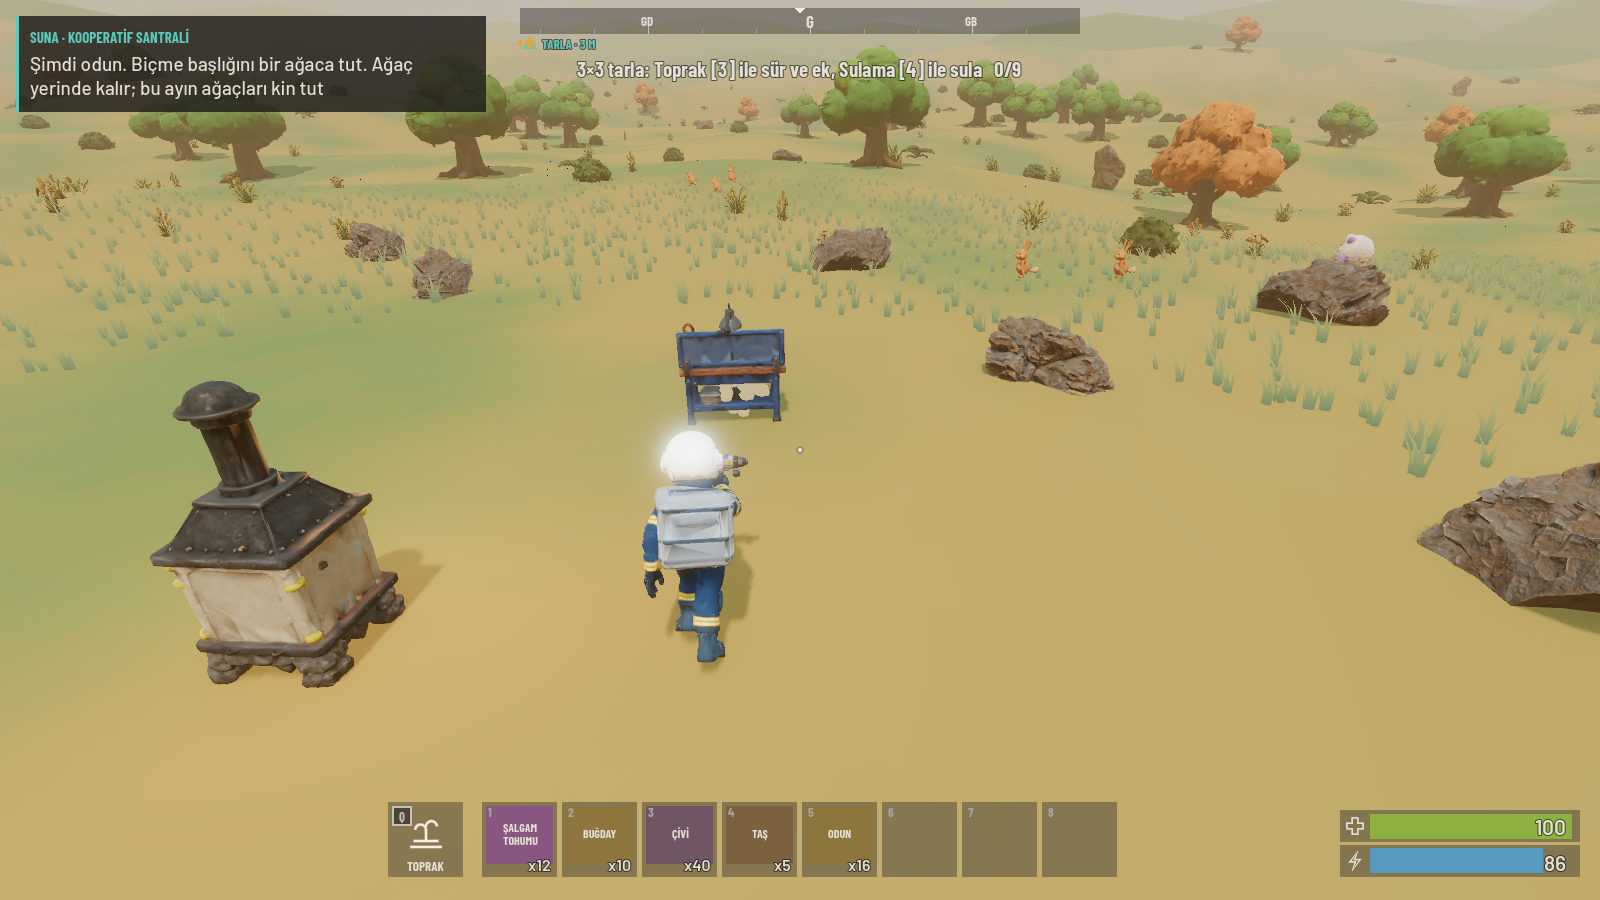 SUNA · KOOPERATİF SANTRALİ
Şimdi odun. Biçme başlığını bir ağaca tut. Ağaç
yerinde kalır; bu ayın ağaçları kin tut
GD
G
GB
TARLA · 3 M
3×3 tarla: Toprak [3] ile sür ve ek, Sulama [4] ile sula 0/9
Q
TOPRAK
1
ŞALGAM
TOHUMU
x12
2
BUĞDAY
x10
3
ÇİVİ
x40
4
TAŞ
x5
5
ODUN
x16
6
7
8
100
86